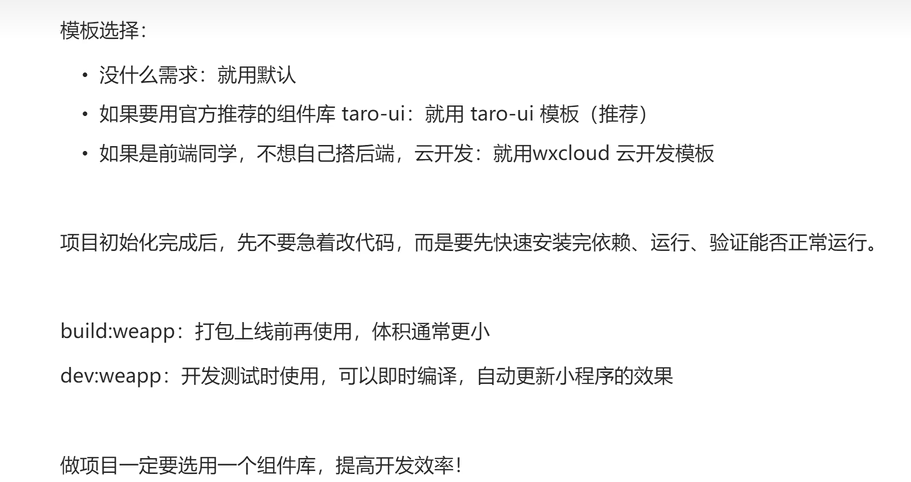 模板选择：
• 没什么需求：就用默认
• 如果要用官方推荐的组件库 taro-ui：就用 taro-ui 模板（推荐）
• 如果是前端同学，不想自己搭后端，云开发：就用wxcloud 云开发模板
项目初始化完成后，先不要急着改代码，而是要先快速安装完依赖、运行、验证能否正常运行。
build:weapp：打包上线前再使用，体积通常更小
dev:weapp：开发测试时使用，可以即时编译，自动更新小程序的效果
做项目一定要选用一个组件库，提高开发效率！